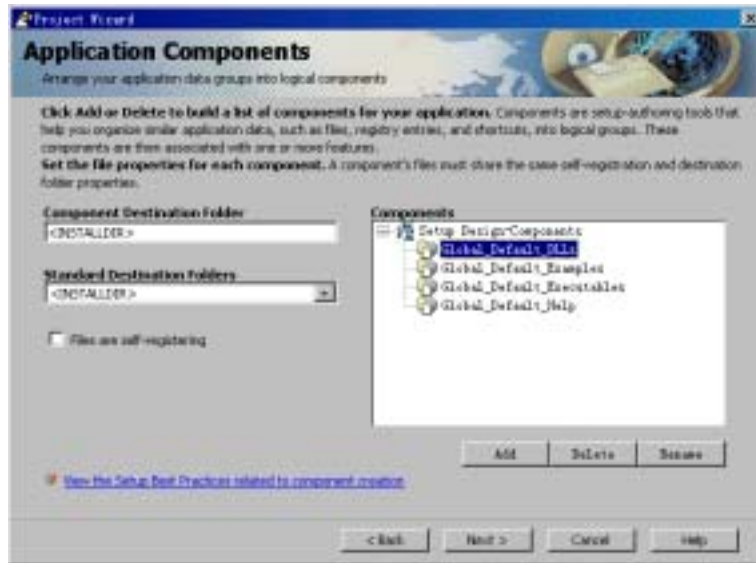 Project Wizard
Application Components
Arrange your application data groups into logical components
Click Add or Delete to build a list of components for your application. Components are setup-authoring tools that
help you organize similar application data, such as files, registry entries, and shortcuts, into logical groups. These
components are then associated with one or more features.
Set the file properties for each component. A component's files must share the same self-registration and destination
folder properties.
Component Destination Folder
<INSTALLDIR>
Standard Destination Folders
<INSTALLDIR>
Files are self-registering
Components
Setup Design-Components
Global_Default_DLLs
Global_Default_Examples
Global_Default_Executables
Global_Default_Help
Add Delete Rename
View the Setup Best Practices related to component creation
< Back Next > Cancel Help